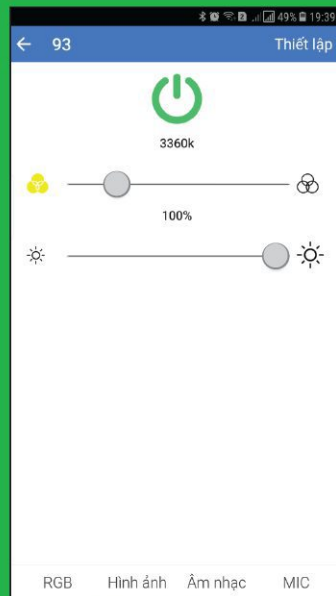 49% 19:39
93 Thiết lập
3360k
100%
RGB Hình ảnh Âm nhạc MIC